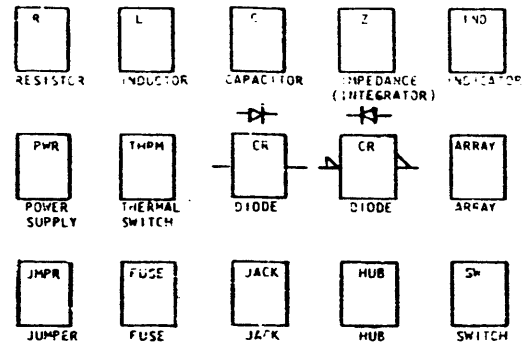 R L C Z IND
RESISTOR INDUCTOR CAPACITOR IMPEDANCE INDICATOR
(INTEGRATOR)
PWR THRM CR CR ARRAY
POWER THERMAL DIODE DIODE ARRAY
SUPPLY SWITCH
JMPR FUSE JACK HUB SW
JUMPER FUSE JACK HUB SWITCH